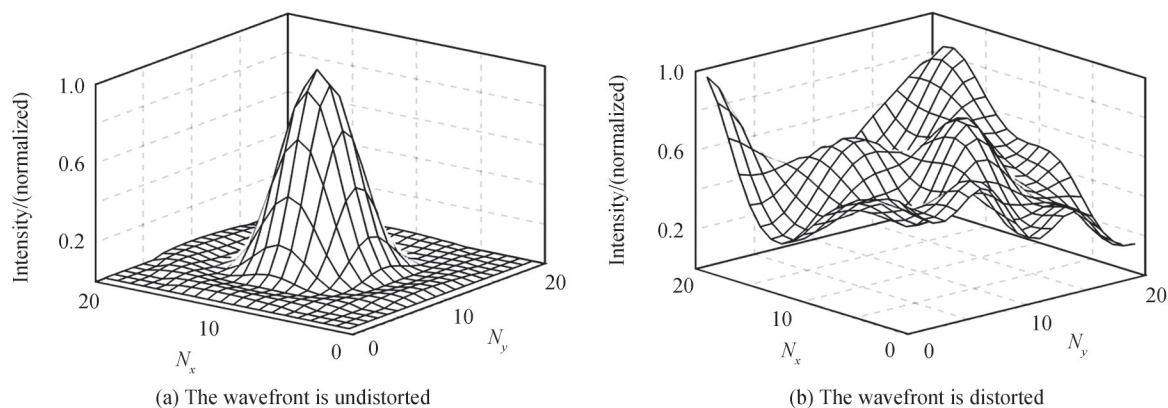 Intensity/(normalized)
1.0
0.6
0.2
20
10
0
N_x
0
10
20
N_y
(a) The wavefront is undistorted
Intensity/(normalized)
1.0
0.6
0.2
20
10
0
N_x
0
10
20
N_y
(b) The wavefront is distorted